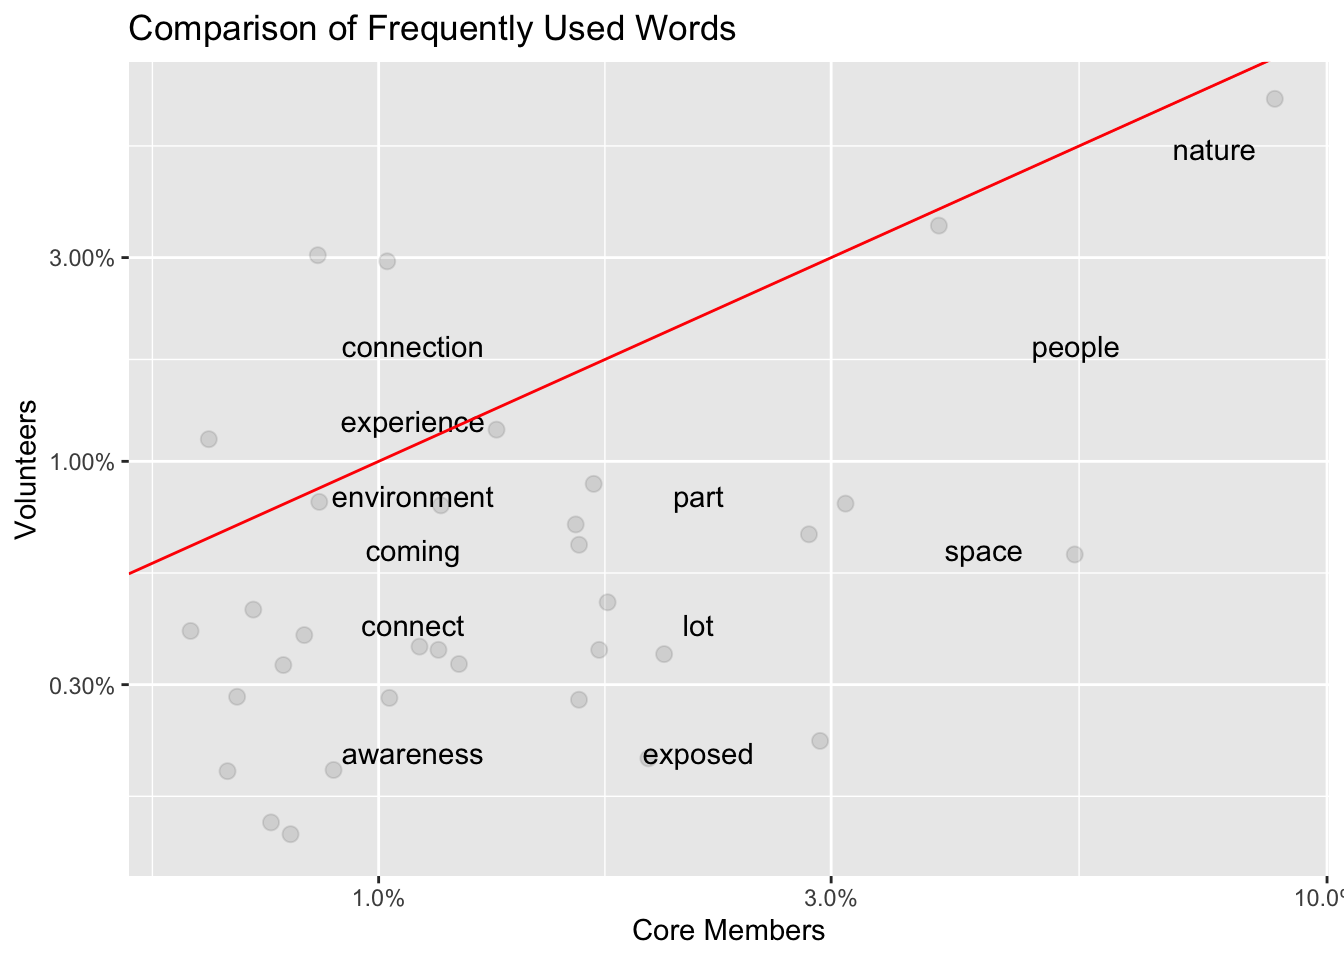 Comparison of Frequently Used Words
nature
3.00%
connection
people
experience
1.00%
environment
part
coming
space
connect
lot
0.30%
awareness
exposed
Volunteers
1.0%
3.0%
10.0%
Core Members